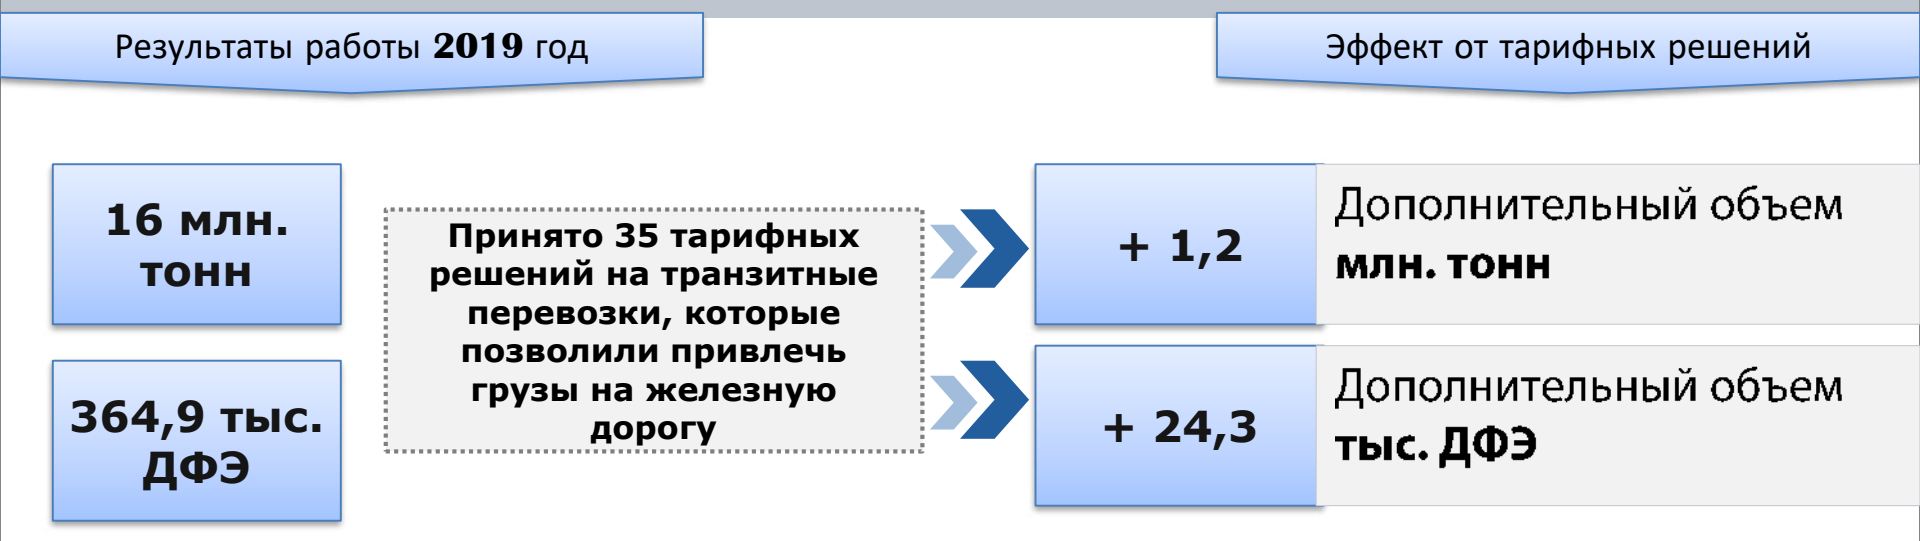 Результаты работы 2019 год
Эффект от тарифных решений
16 млн.
тонн
364,9 тыс.
ДФЭ
Принято 35 тарифных
решений на транзитные
перевозки, которые
позволили привлечь
грузы на железную
дорогу
+ 1,2
Дополнительный объем
млн. тонн
+ 24,3
Дополнительный объем
тыс. ДФЭ